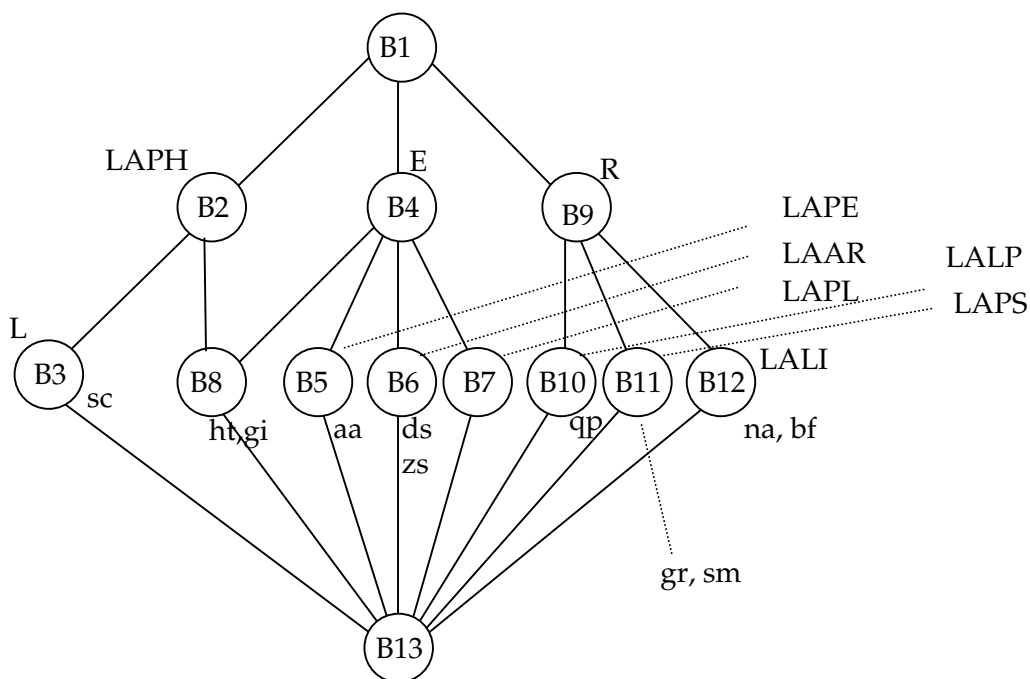 B1
LAPH
E
R
B2
B4
B9
LAPE
LAAR
LALP
LAPL
LAPS
L
LALI
B3
B8
B5
B6
B7
B10
B11
B12
sc
ht,gi
aa
ds
qp
na, bf
zs
gr, sm
B13